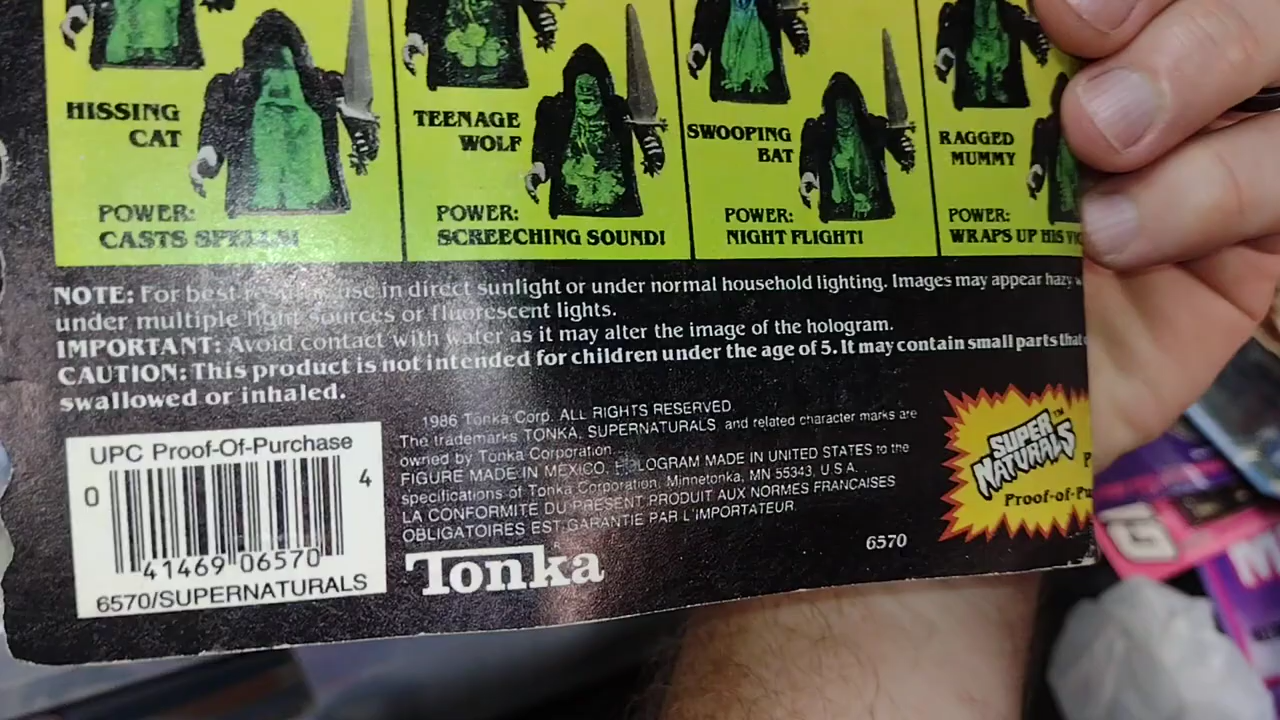 HISSING
CAT
POWER:
CASTS SPELLS!
TEENAGE
WOLF
POWER:
SCREECHING SOUND!
SWOOPING
BAT
POWER:
NIGHT FLIGHT!
RAGGED
MUMMY
POWER:
WRAPS UP HIS
NOTE: For best results, use in direct sunlight or under normal household lighting. Images may appear hazy
under multiple light sources or fluorescent lights.
IMPORTANT: Avoid contact with water as it may alter the image of the hologram.
CAUTION: This product is not intended for children under the age of 5. It may contain small parts that
swallowed or inhaled.
UPC Proof-Of-Purchase
0 4
41469 06570
6570/SUPERNATURALS
1986 Tonka Corp. ALL RIGHTS RESERVED.
The trademarks TONKA, SUPERNATURALS, and related character marks are
owned by Tonka Corporation.
FIGURE MADE IN MEXICO, HOLOGRAM MADE IN UNITED STATES to the
specifications of Tonka Corporation, Minnetonka, MN 55343, U.S.A.
LA CONFORMITE DU PRESENT PRODUIT AUX NORMES FRANCAISES
OBLIGATOIRES EST GARANTIE PAR L'IMPORTATEUR.
Tonka
6570
SUPER
NATURALS™
Proof-of-Pu